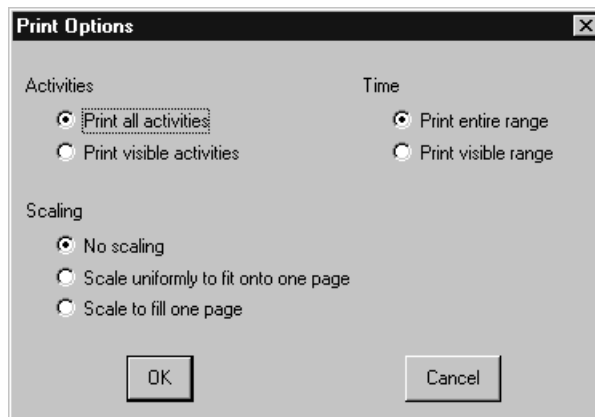 Print Options
Activities
Time
Print all activities
Print entire range
Print visible activities
Print visible range
Scaling
No scaling
Scale uniformly to fit onto one page
Scale to fill one page
OK
Cancel